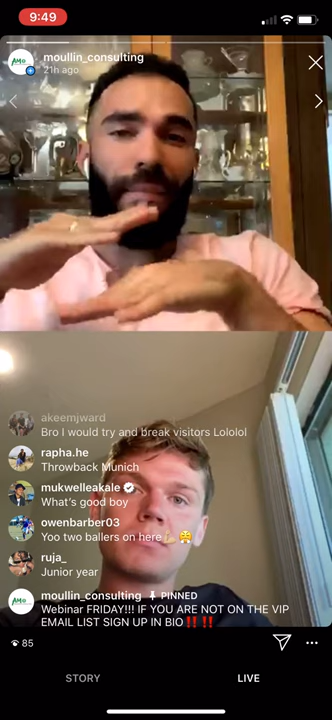 9:49
moullin_consulting
21h ago
akeemjward
Bro I would try and break visitors Lololol
rapha.he
Throwback Munich
mukwelleakale
What's good boy
owenbarber03
Yoo two ballers on here💪🏼😤
ruja_
Junior year
moullin_consulting PINNED
Webinar FRIDAY!!! IF YOU ARE NOT ON THE VIP
EMAIL LIST SIGN UP IN BIO‼️‼️
85
STORY LIVE